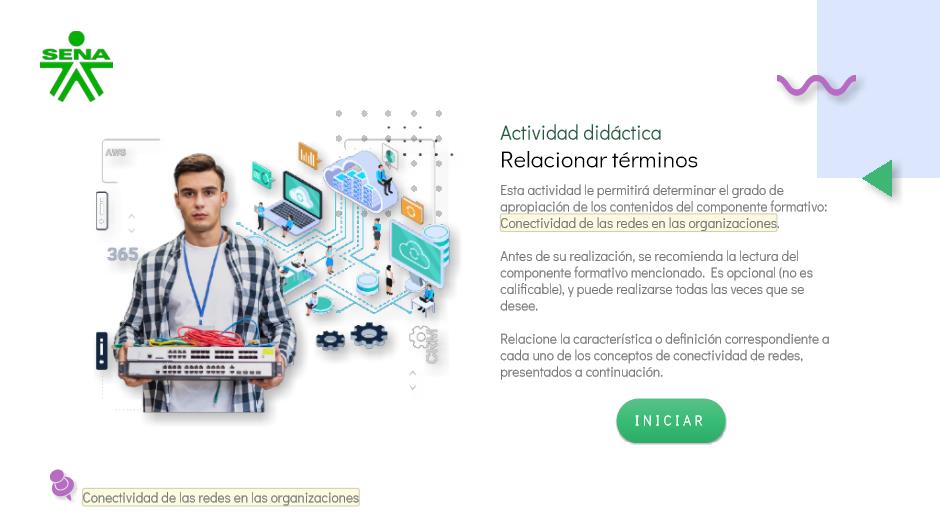 SENA
Actividad didáctica
Relacionar términos
Esta actividad le permitirá determinar el grado de
apropiación de los contenidos del componente formativo:
Conectividad de las redes en las organizaciones.
Antes de su realización, se recomienda la lectura del
componente formativo mencionado. Es opcional (no es
calificable), y puede realizarse todas las veces que se
desee.
Relacione la característica o definición correspondiente a
cada uno de los conceptos de conectividad de redes,
presentados a continuación.
INICIAR
AWS
365
Conectividad de las redes en las organizaciones